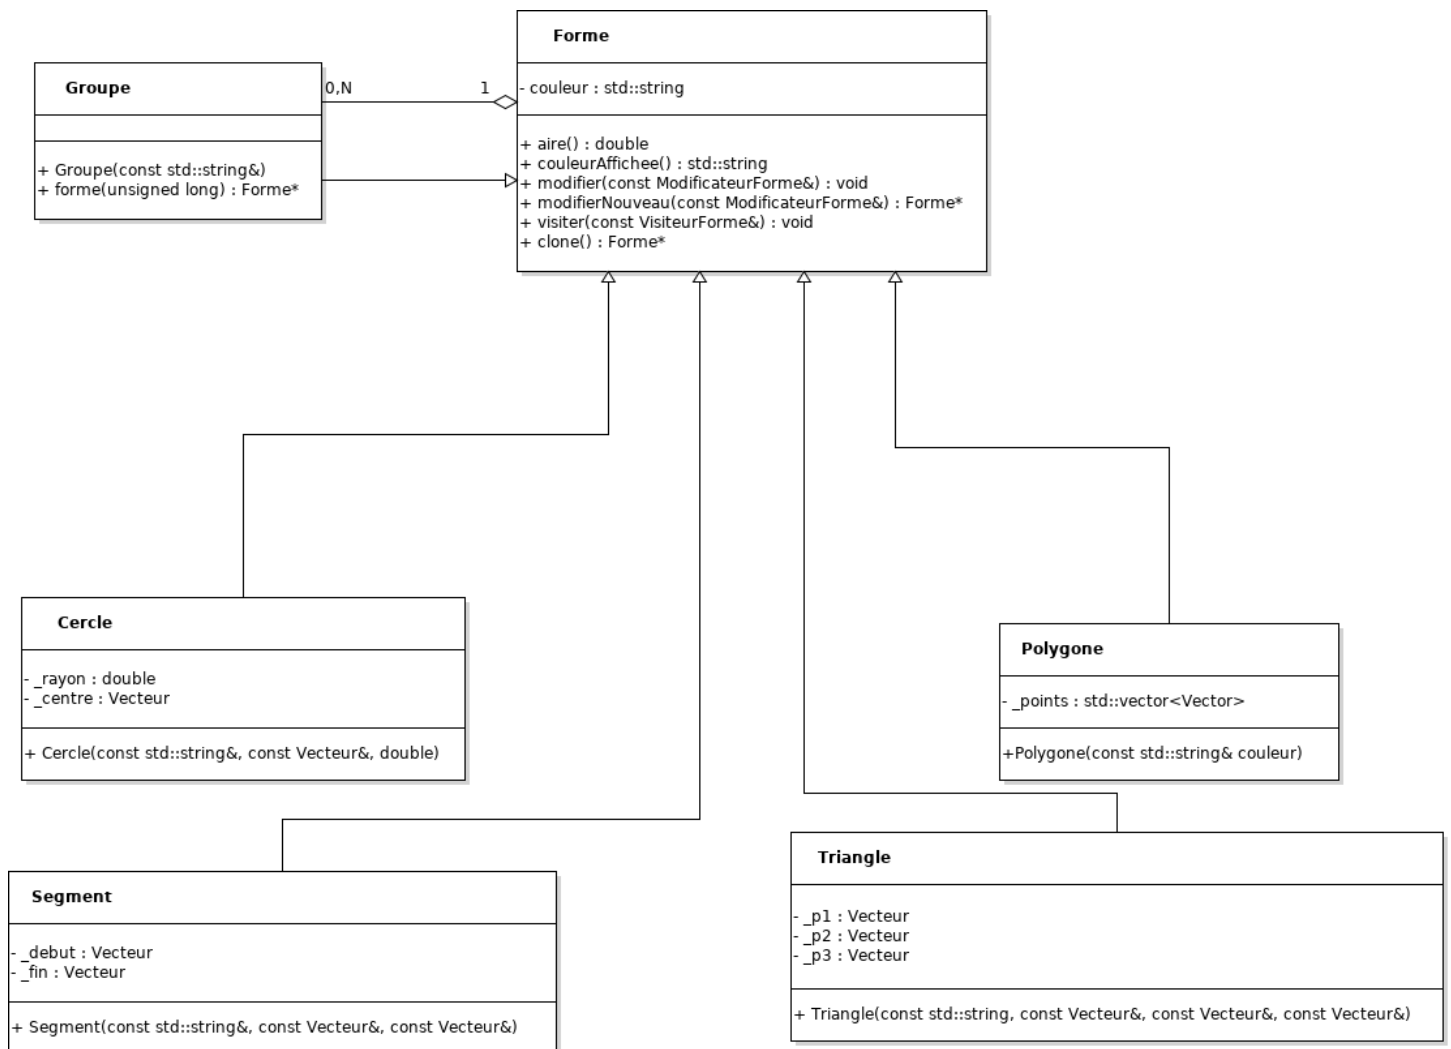 Forme
- couleur : std::string
+ aire() : double
+ couleurAffichee() : std::string
+ modifier(const ModificateurForme&) : void
+ modifierNouveau(const ModificateurForme&) : Forme*
+ visiter(const VisiteurForme&) : void
+ clone() : Forme*
Groupe
+ Groupe(const std::string&)
+ forme(unsigned long) : Forme*
0,N
1
Cercle
- _rayon : double
- _centre : Vecteur
+ Cercle(const std::string&, const Vecteur&, double)
Polygone
- _points : std::vector<Vector>
+Polygone(const std::string& couleur)
Segment
- _debut : Vecteur
- _fin : Vecteur
+ Segment(const std::string&, const Vecteur&, const Vecteur&)
Triangle
- _p1 : Vecteur
- _p2 : Vecteur
- _p3 : Vecteur
+ Triangle(const std::string, const Vecteur&, const Vecteur&, const Vecteur&)